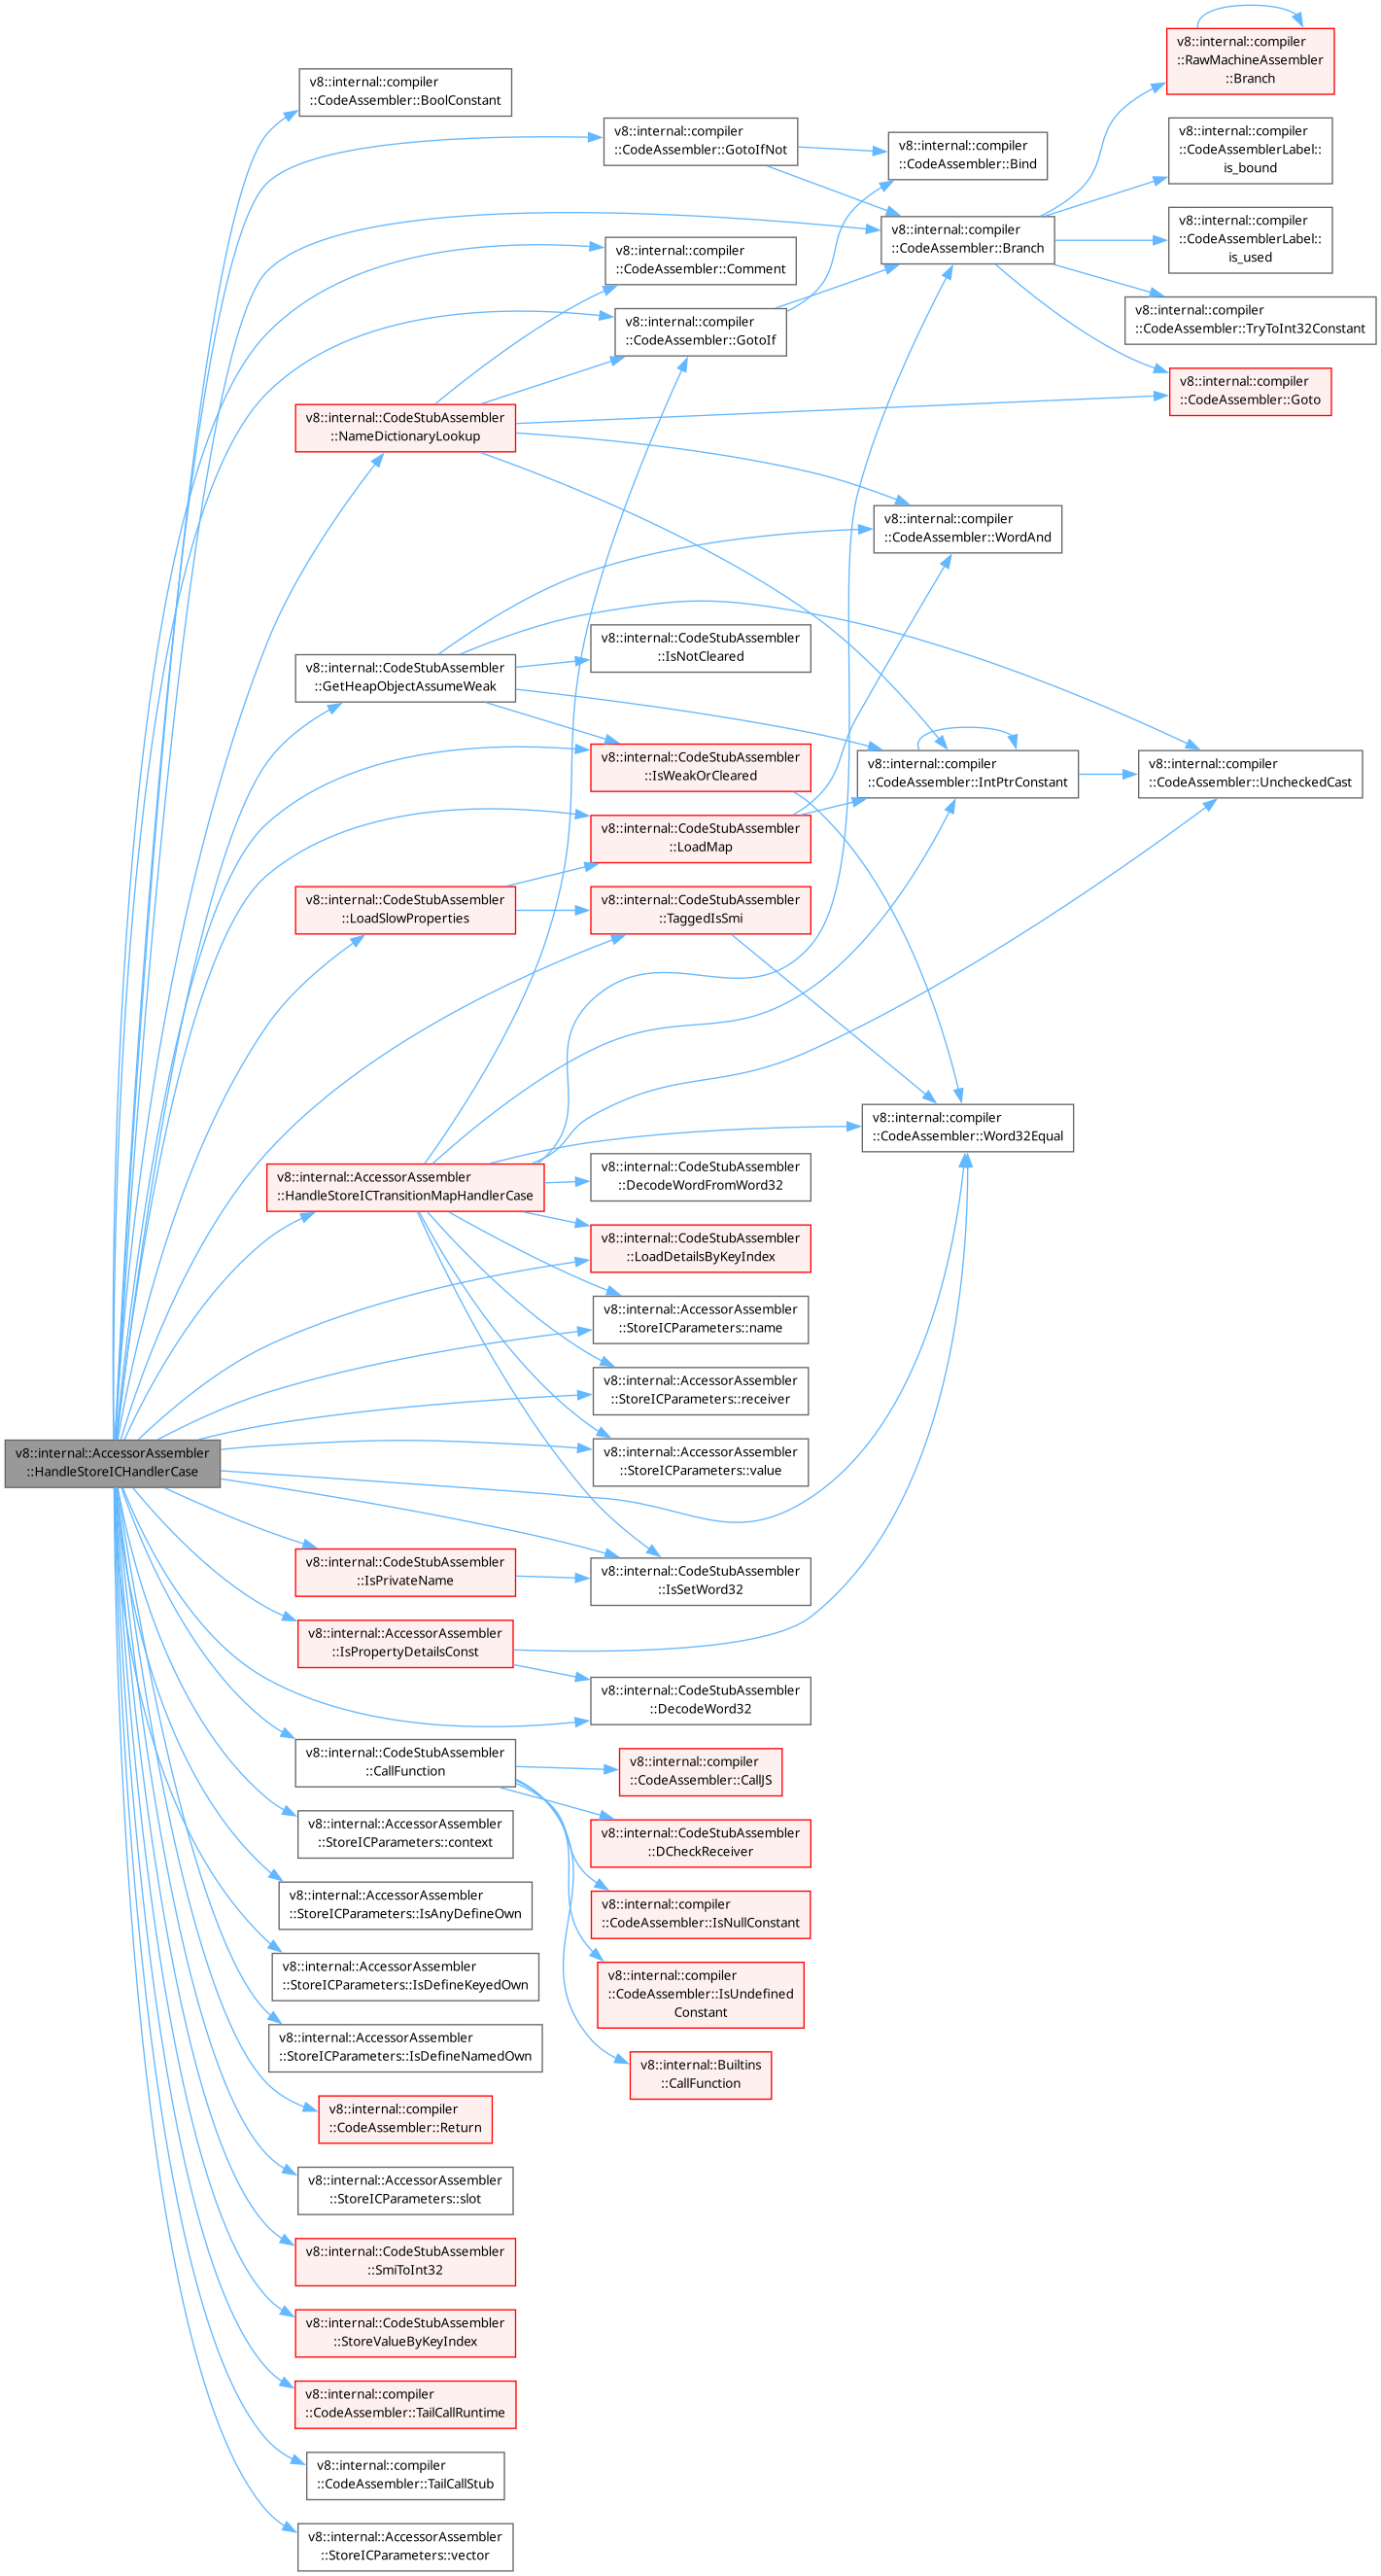 v8::internal::compiler
::RawMachineAssembler
::Branch
v8::internal::compiler
::CodeAssembler::BoolConstant
v8::internal::compiler
::CodeAssembler::GotoIfNot
v8::internal::compiler
::CodeAssemblerLabel::
is_bound
v8::internal::compiler
::CodeAssembler::Bind
v8::internal::compiler
::CodeAssembler::Branch
v8::internal::compiler
::CodeAssemblerLabel::
is_used
v8::internal::compiler
::CodeAssembler::Comment
v8::internal::compiler
::CodeAssembler::TryToInt32Constant
v8::internal::compiler
::CodeAssembler::GotoIf
v8::internal::compiler
::CodeAssembler::Goto
v8::internal::CodeStubAssembler
::NameDictionaryLookup
v8::internal::compiler
::CodeAssembler::WordAnd
v8::internal::CodeStubAssembler
::IsNotCleared
v8::internal::CodeStubAssembler
::GetHeapObjectAssumeWeak
v8::internal::CodeStubAssembler
::IsWeakOrCleared
v8::internal::compiler
::CodeAssembler::IntPtrConstant
v8::internal::compiler
::CodeAssembler::UncheckedCast
v8::internal::CodeStubAssembler
::LoadMap
v8::internal::CodeStubAssembler
::LoadSlowProperties
v8::internal::CodeStubAssembler
::TaggedIsSmi
v8::internal::compiler
::CodeAssembler::Word32Equal
v8::internal::AccessorAssembler
::HandleStoreICTransitionMapHandlerCase
v8::internal::CodeStubAssembler
::DecodeWordFromWord32
v8::internal::CodeStubAssembler
::LoadDetailsByKeyIndex
v8::internal::AccessorAssembler
::StoreICParameters::name
v8::internal::AccessorAssembler
::StoreICParameters::receiver
v8::internal::AccessorAssembler
::HandleStoreICHandlerCase
v8::internal::AccessorAssembler
::StoreICParameters::value
v8::internal::CodeStubAssembler
::IsPrivateName
v8::internal::CodeStubAssembler
::IsSetWord32
v8::internal::AccessorAssembler
::IsPropertyDetailsConst
v8::internal::CodeStubAssembler
::DecodeWord32
v8::internal::CodeStubAssembler
::CallFunction
v8::internal::compiler
::CodeAssembler::CallJS
v8::internal::AccessorAssembler
::StoreICParameters::context
v8::internal::CodeStubAssembler
::DCheckReceiver
v8::internal::AccessorAssembler
::StoreICParameters::IsAnyDefineOwn
v8::internal::compiler
::CodeAssembler::IsNullConstant
v8::internal::AccessorAssembler
::StoreICParameters::IsDefineKeyedOwn
v8::internal::compiler
::CodeAssembler::IsUndefined
Constant
v8::internal::AccessorAssembler
::StoreICParameters::IsDefineNamedOwn
v8::internal::Builtins
::CallFunction
v8::internal::compiler
::CodeAssembler::Return
v8::internal::AccessorAssembler
::StoreICParameters::slot
v8::internal::CodeStubAssembler
::SmiToInt32
v8::internal::CodeStubAssembler
::StoreValueByKeyIndex
v8::internal::compiler
::CodeAssembler::TailCallRuntime
v8::internal::compiler
::CodeAssembler::TailCallStub
v8::internal::AccessorAssembler
::StoreICParameters::vector